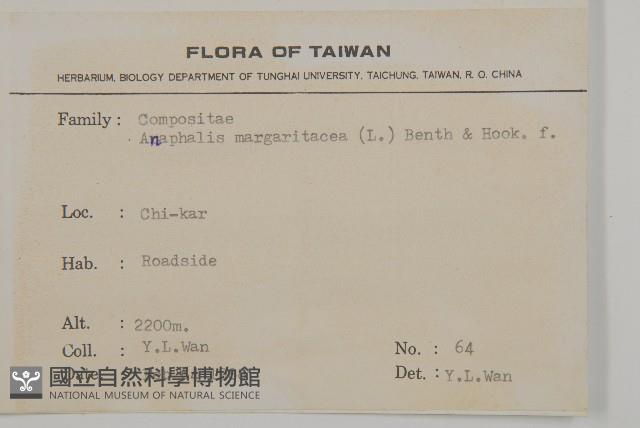 FLORA OF TAIWAN
HERBARIUM, BIOLOGY DEPARTMENT OF TUNGHAI UNIVERSITY, TAICHUNG, TAIWAN, R. O. CHINA
Family : Compositae
Anaphalis margaritacea (L.) Benth & Hook. f.
Loc. : Chi-kar
Hab. : Roadside
Alt. : 2200m.
Coll. : Y.L.Wan No. : 64
Date Det. : Y.L.Wan
國立自然科學博物館
NATIONAL MUSEUM OF NATURAL SCIENCE